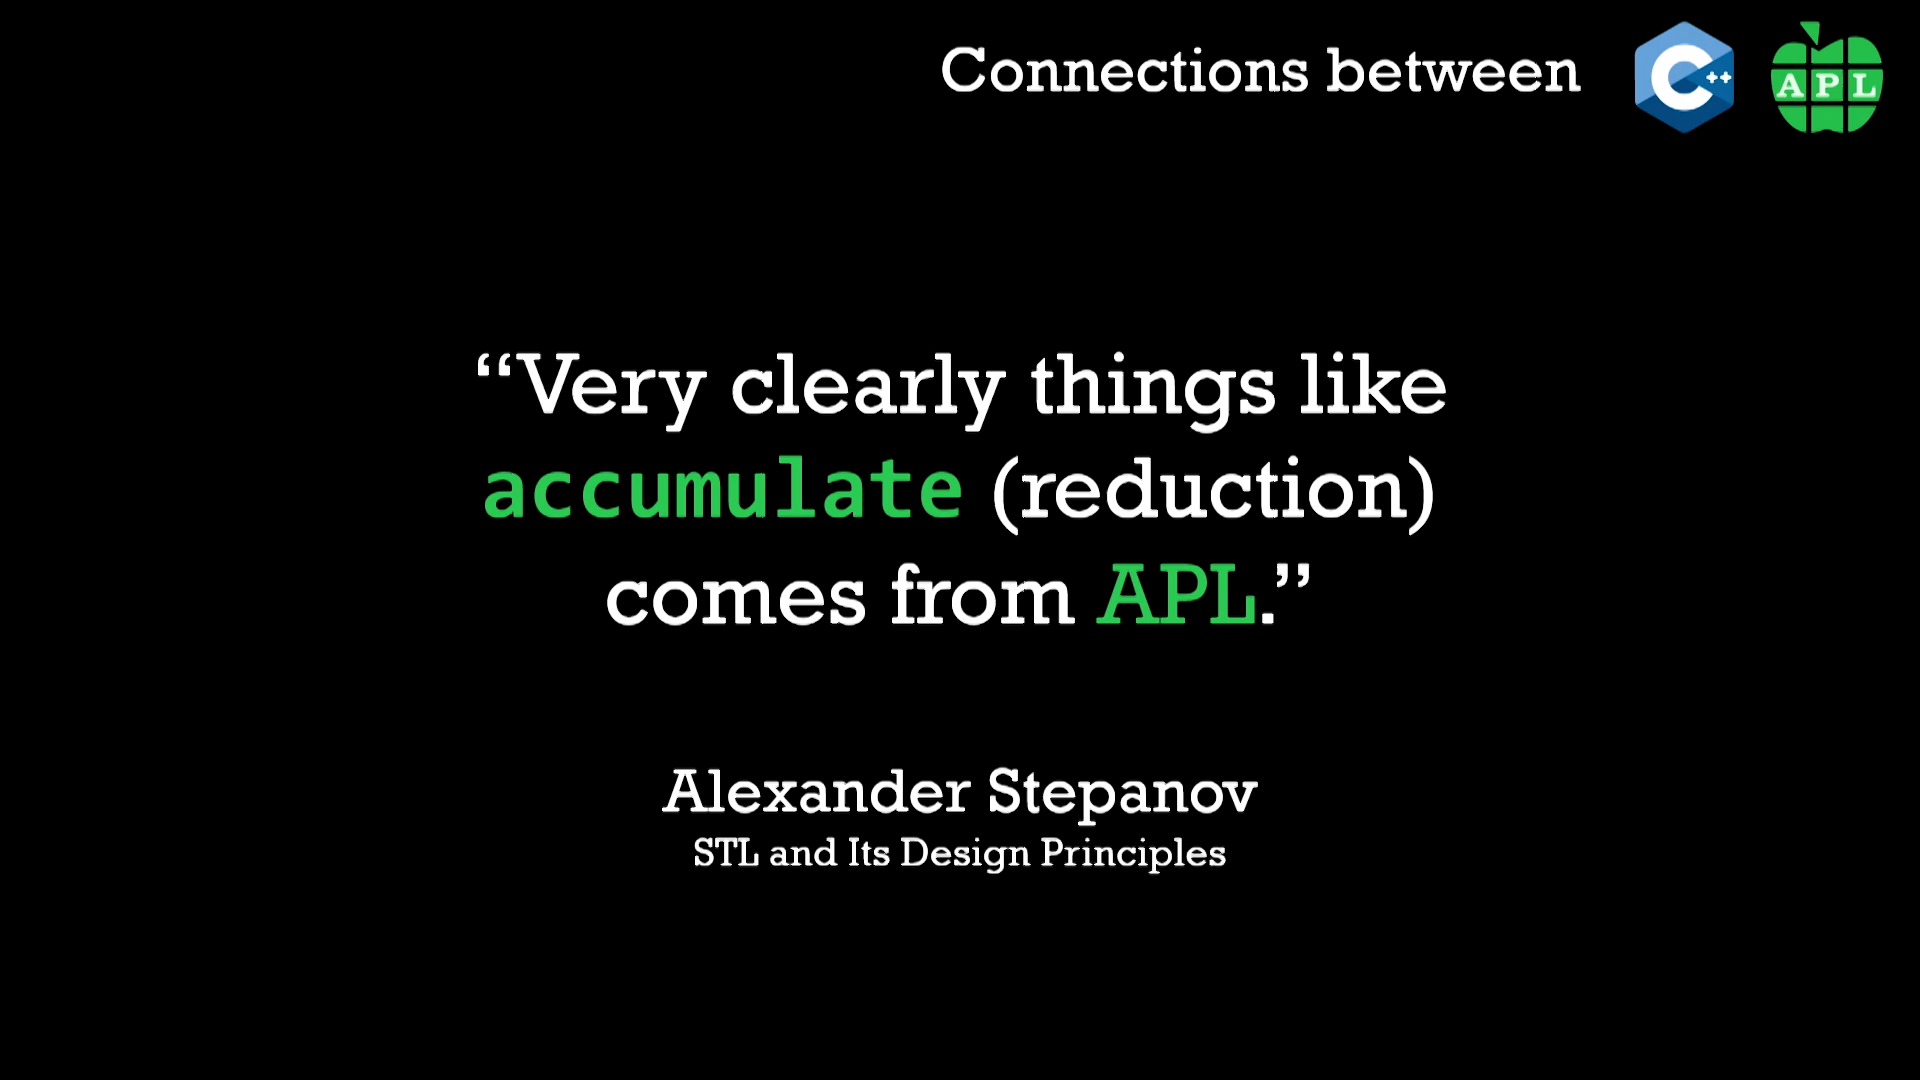 Connections between
C++
APL
“Very clearly things like
accumulate (reduction)
comes from APL.”
Alexander Stepanov
STL and Its Design Principles